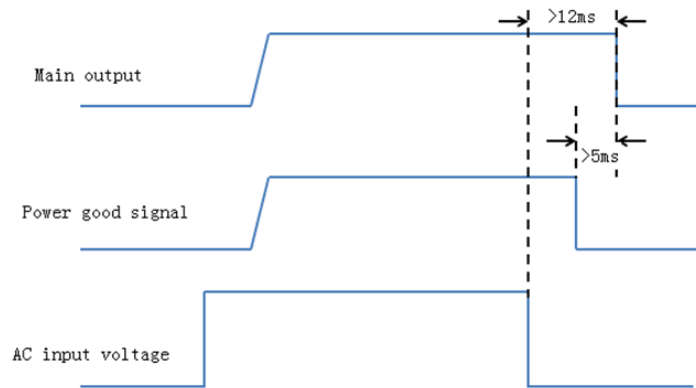 >12ms
Main output
>5ms
Power good signal
AC input voltage